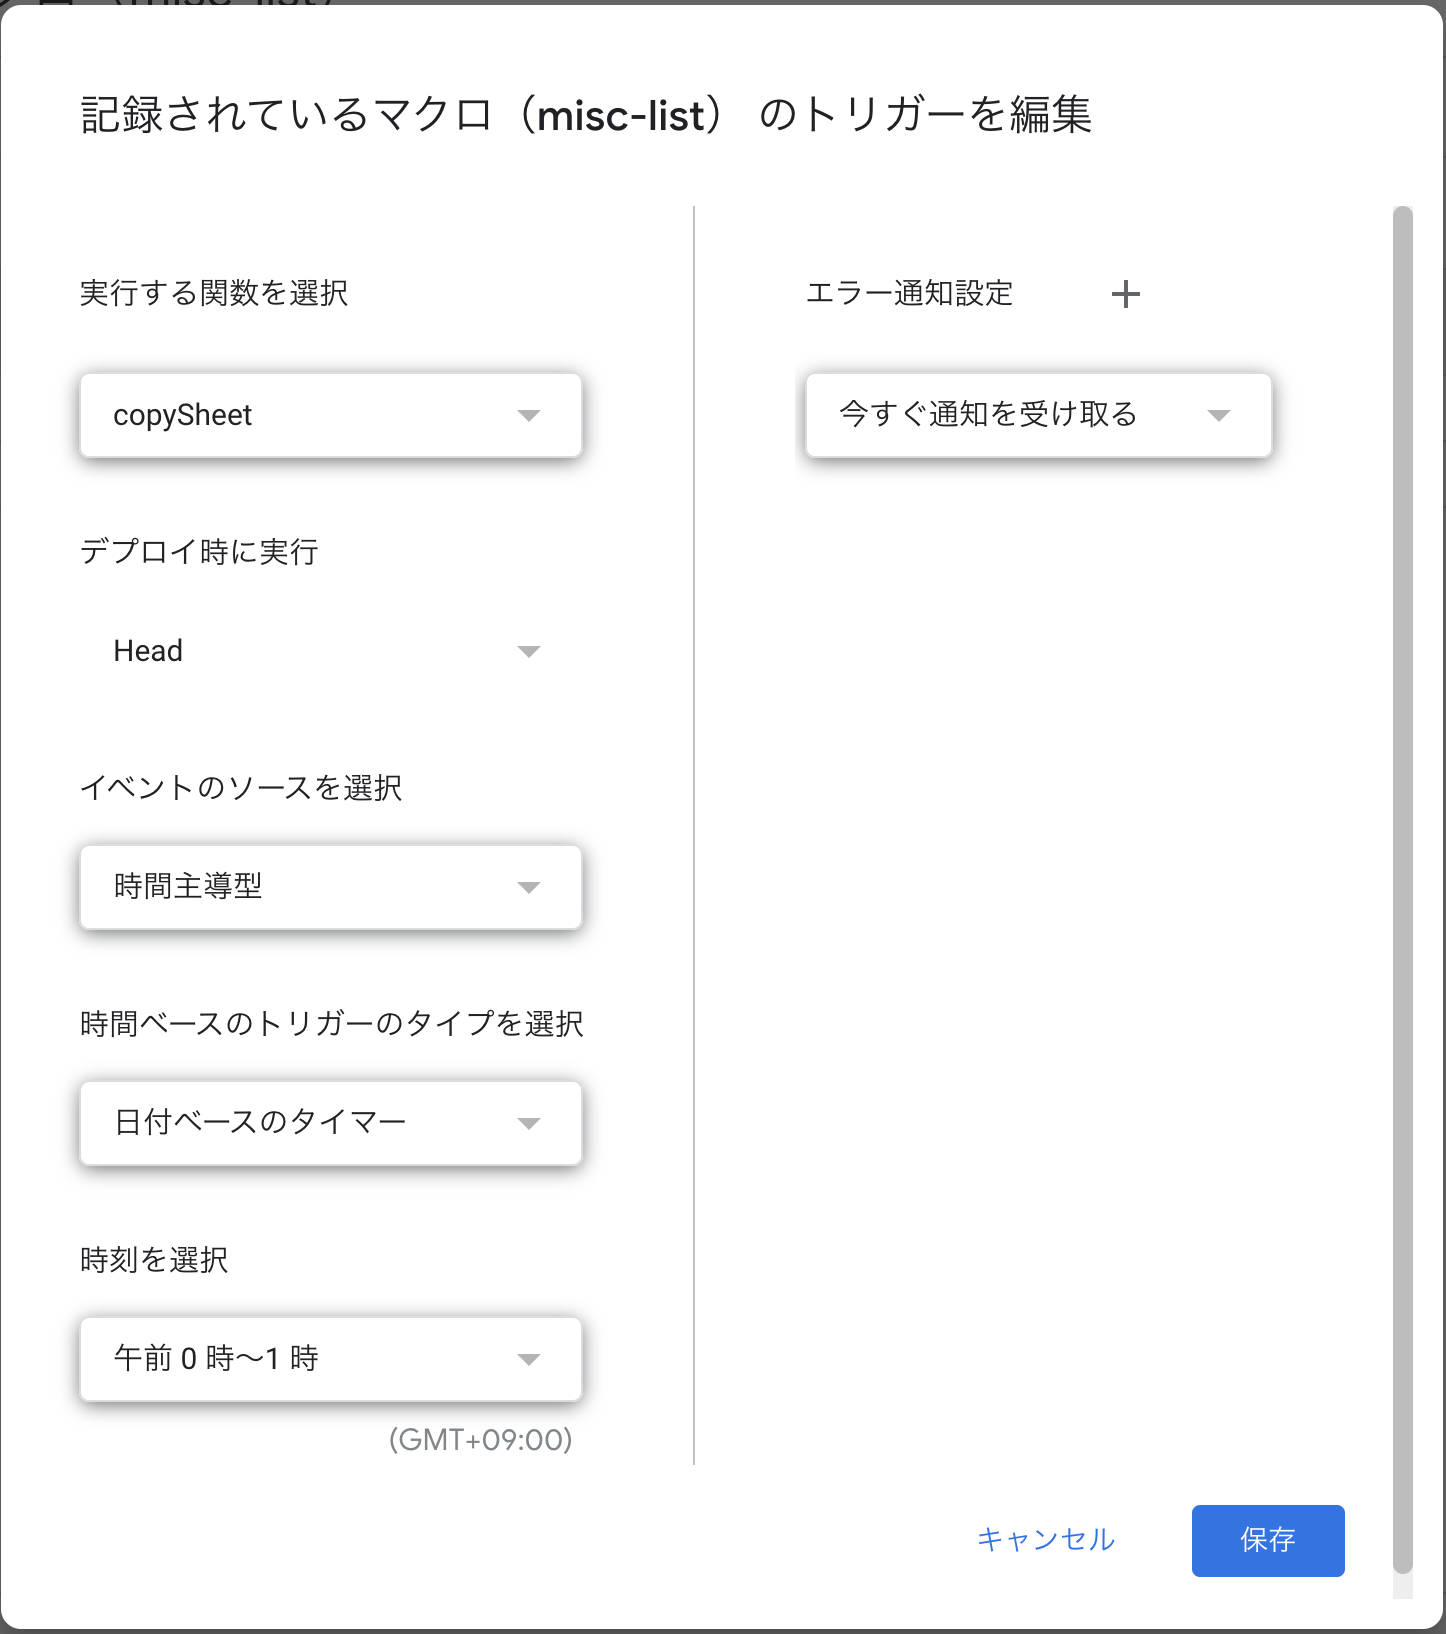 記録されているマクロ（misc-list） のトリガーを編集
実行する関数を選択
copySheet
デプロイ時に実行
Head
イベントのソースを選択
時間主導型
時間ベースのトリガーのタイプを選択
日付ベースのタイマー
時刻を選択
午前 0 時～1 時
(GMT+09:00)
エラー通知設定
今すぐ通知を受け取る
キャンセル
保存